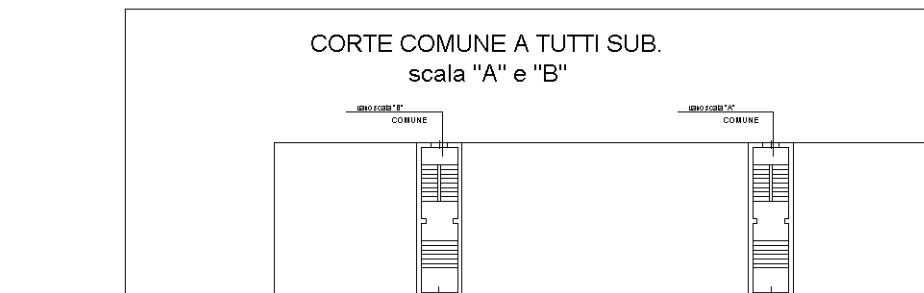 CORTE COMUNE A TUTTI SUB.
scala "A" e "B"
vano scala "B"
COMUNE
vano scala "A"
COMUNE